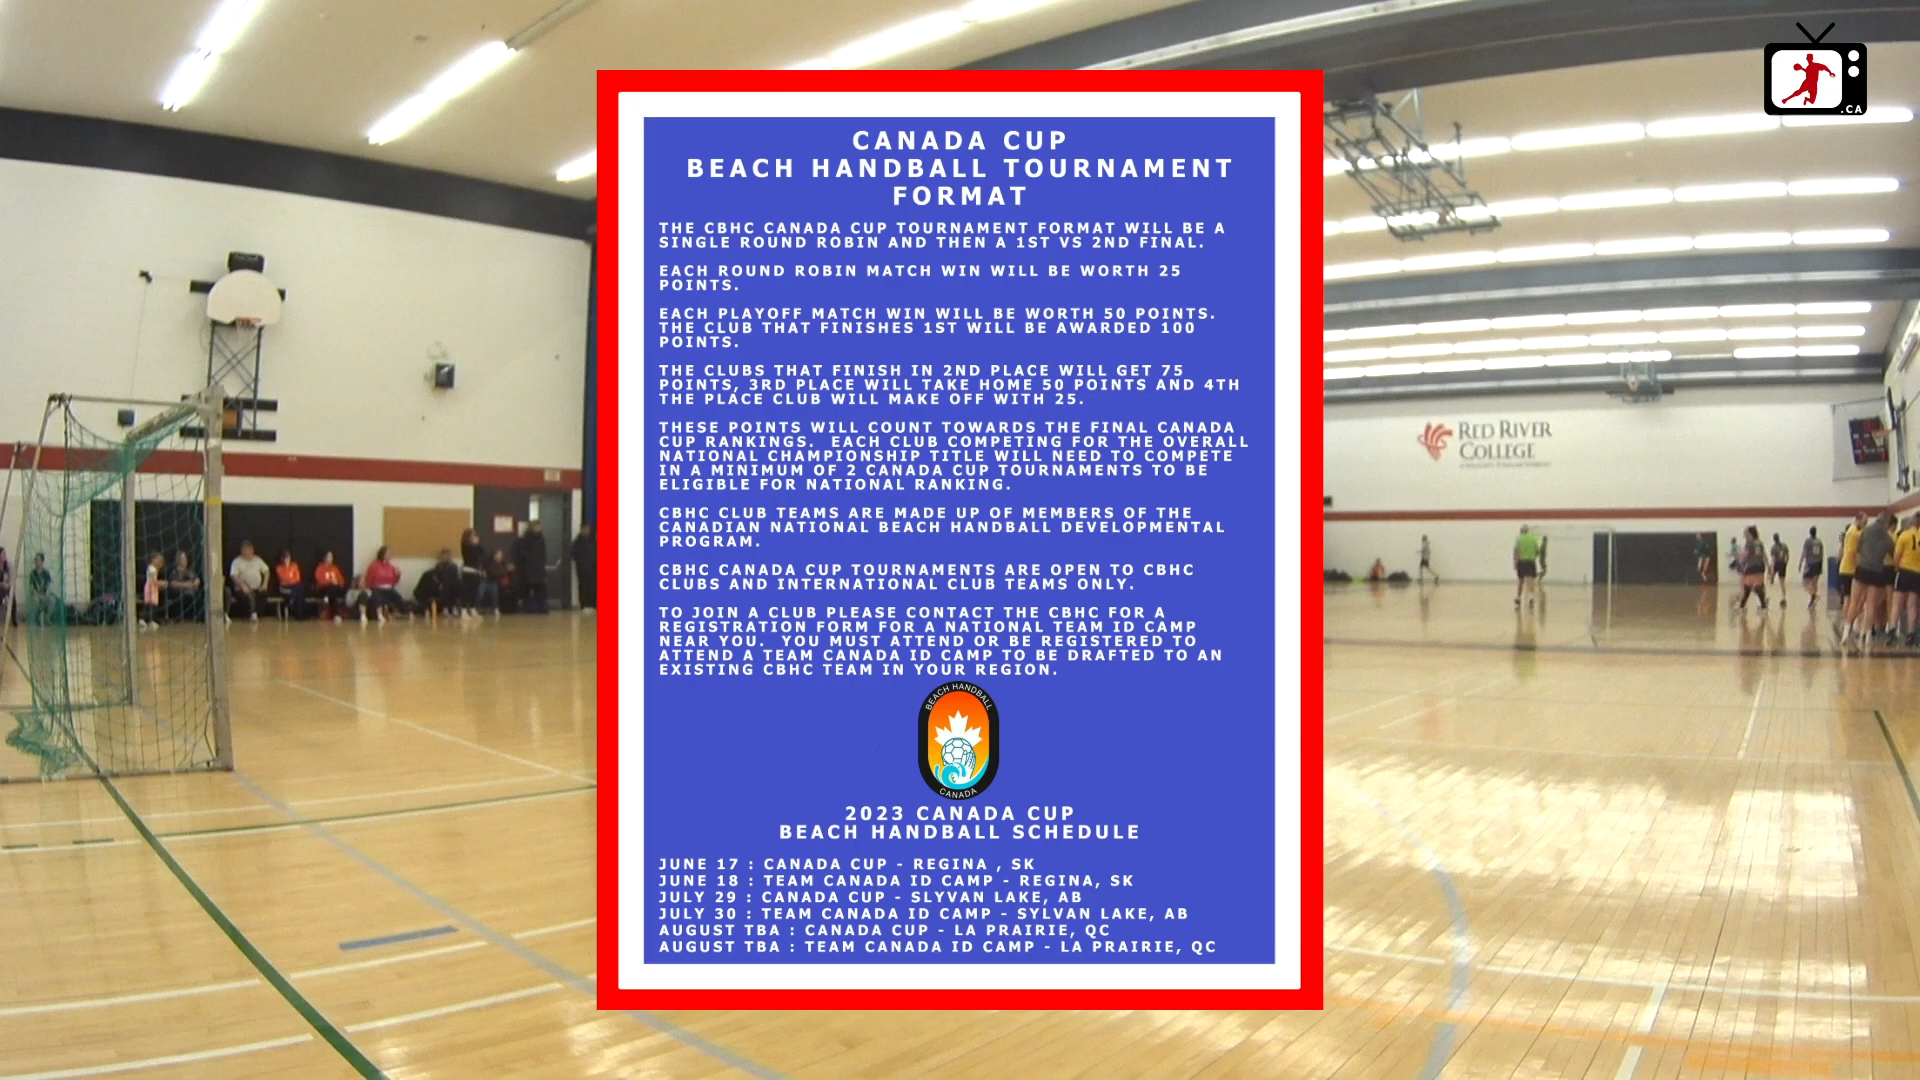 .CA
CANADA CUP
BEACH HANDBALL TOURNAMENT
FORMAT
THE CBHC CANADA CUP TOURNAMENT FORMAT WILL BE A
SINGLE ROUND ROBIN AND THEN A 1ST VS 2ND FINAL.
EACH ROUND ROBIN MATCH WIN WILL BE WORTH 25
POINTS.
EACH PLAYOFF MATCH WIN WILL BE WORTH 50 POINTS.
THE CLUB THAT FINISHES 1ST WILL BE AWARDED 100
POINTS.
THE CLUBS THAT FINISH IN 2ND PLACE WILL GET 75
POINTS, 3RD PLACE WILL TAKE HOME 50 POINTS AND 4TH
THE PLACE CLUB WILL MAKE OFF WITH 25.
THESE POINTS WILL COUNT TOWARDS THE FINAL CANADA
CUP RANKINGS. EACH CLUB COMPETING FOR THE OVERALL
NATIONAL CHAMPIONSHIP TITLE WILL NEED TO COMPETE
IN A MINIMUM OF 2 CANADA CUP TOURNAMENTS TO BE
ELIGIBLE FOR NATIONAL RANKING.
CBHC CLUB TEAMS ARE MADE UP OF MEMBERS OF THE
CANADIAN NATIONAL BEACH HANDBALL DEVELOPMENTAL
PROGRAM.
CBHC CANADA CUP TOURNAMENTS ARE OPEN TO CBHC
CLUBS AND INTERNATIONAL CLUB TEAMS ONLY.
TO JOIN A CLUB PLEASE CONTACT THE CBHC FOR A
REGISTRATION FORM FOR A NATIONAL TEAM ID CAMP
NEAR YOU. YOU MUST ATTEND OR BE REGISTERED TO
ATTEND A TEAM CANADA ID CAMP TO BE DRAFTED TO AN
EXISTING CBHC TEAM IN YOUR REGION.
BEACH HANDBALL
CANADA
2023 CANADA CUP
BEACH HANDBALL SCHEDULE
JUNE 17 : CANADA CUP - REGINA , SK
JUNE 18 : TEAM CANADA ID CAMP - REGINA, SK
JULY 29 : CANADA CUP - SLYVAN LAKE, AB
JULY 30 : TEAM CANADA ID CAMP - SYLVAN LAKE, AB
AUGUST TBA : CANADA CUP - LA PRAIRIE, QC
AUGUST TBA : TEAM CANADA ID CAMP - LA PRAIRIE, QC
RED RIVER
COLLEGE